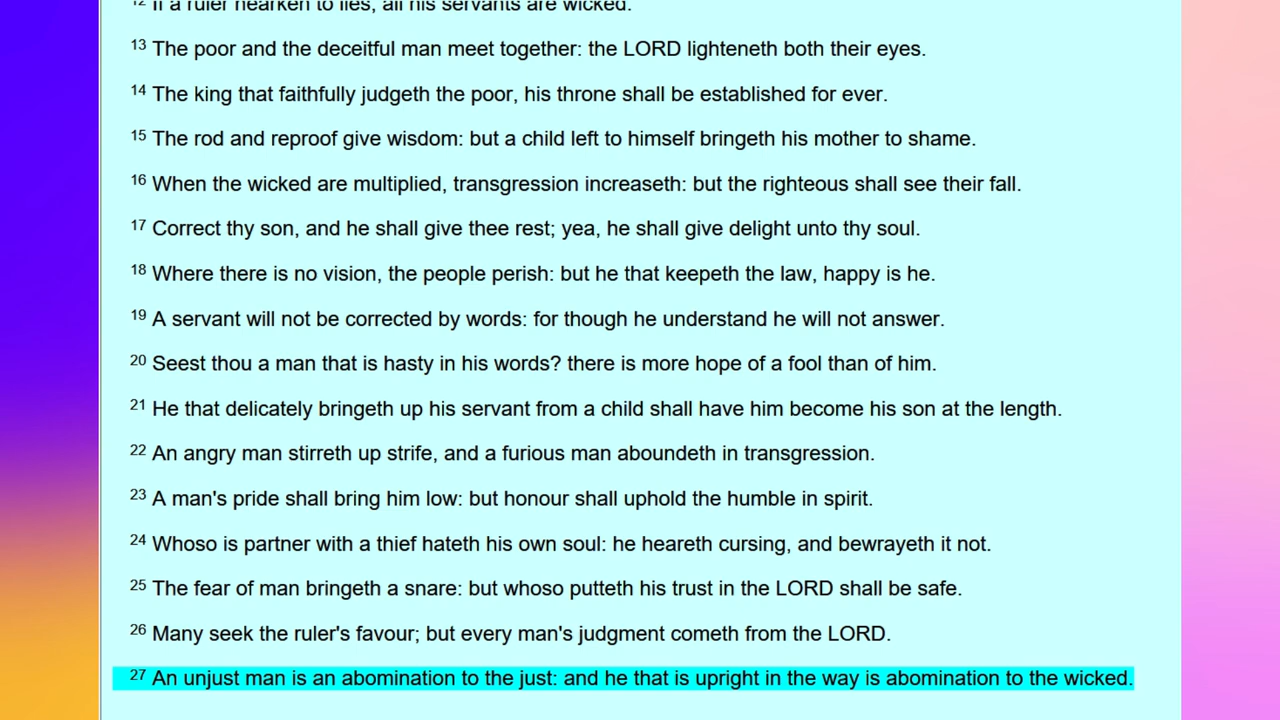 12 If a ruler hearken to lies, all his servants are wicked.
13 The poor and the deceitful man meet together: the LORD lighteneth both their eyes.
14 The king that faithfully judgeth the poor, his throne shall be established for ever.
15 The rod and reproof give wisdom: but a child left to himself bringeth his mother to shame.
16 When the wicked are multiplied, transgression increaseth: but the righteous shall see their fall.
17 Correct thy son, and he shall give thee rest; yea, he shall give delight unto thy soul.
18 Where there is no vision, the people perish: but he that keepeth the law, happy is he.
19 A servant will not be corrected by words: for though he understand he will not answer.
20 Seest thou a man that is hasty in his words? there is more hope of a fool than of him.
21 He that delicately bringeth up his servant from a child shall have him become his son at the length.
22 An angry man stirreth up strife, and a furious man aboundeth in transgression.
23 A man's pride shall bring him low: but honour shall uphold the humble in spirit.
24 Whoso is partner with a thief hateth his own soul: he heareth cursing, and bewrayeth it not.
25 The fear of man bringeth a snare: but whoso putteth his trust in the LORD shall be safe.
26 Many seek the ruler's favour; but every man's judgment cometh from the LORD.
27 An unjust man is an abomination to the just: and he that is upright in the way is abomination to the wicked.